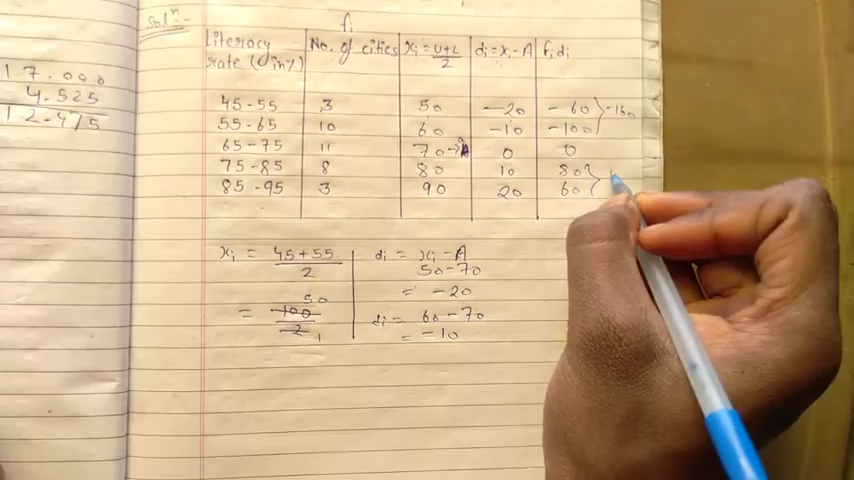 17.000
4.525
12.475
Solⁿ:-
fi
Literacy rate (in%) No. of cities xi = U+L/2 di = xi - A fi di
45-55 3 50 -20 -60 } -160
55-65 10 60 -10 -100
65-75 11 70→A 0 0
75-85 8 80 10 80 }
85-95 3 90 20 60
xi = 45+55/2
= 100/2 50 1
di = xi - A
50-70
= -20
di = 60-70
= -10